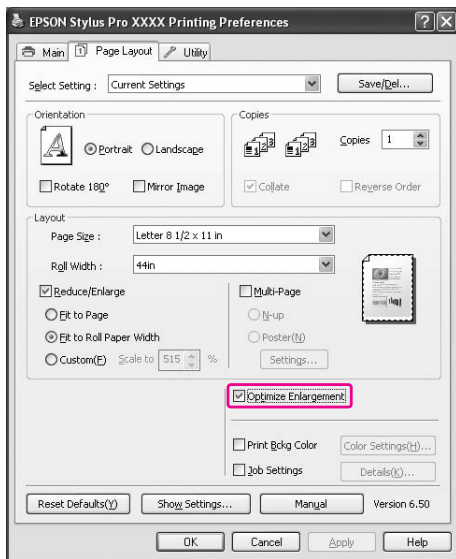 EPSON Stylus Pro XXXX Printing Preferences
Main Page Layout Utility
Select Setting : Current Settings Save/Del...
Orientation Copies
A Portrait Landscape Copies 1
Rotate 180° Mirror Image Collate Reverse Order
Layout
Page Size : Letter 8 1/2 x 11 in
Roll Width : 44in
Reduce/Enlarge Multi-Page
Fit to Page N-up
Fit to Roll Paper Width Poster(N)
Custom(F) Scale to 515 % Settings...
Optimize Enlargement
Print Bckg Color Color Settings(H)...
Job Settings Details(K)...
Reset Defaults(Y) Show Settings... Manual Version 6.50
OK Cancel Apply Help